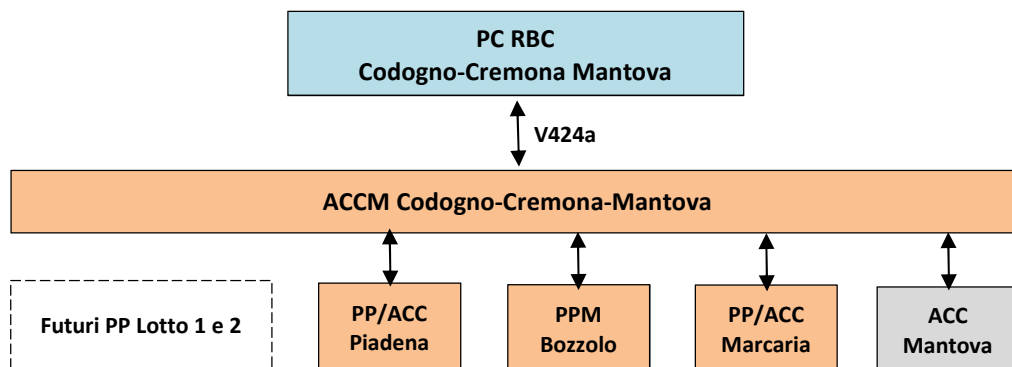 PC RBC
Codogno-Cremona Mantova
V424a
ACCM Codogno-Cremona-Mantova
Futuri PP Lotto 1 e 2
PP/ACC
Piadena
PPM
Bozzolo
PP/ACC
Marcaria
ACC
Mantova